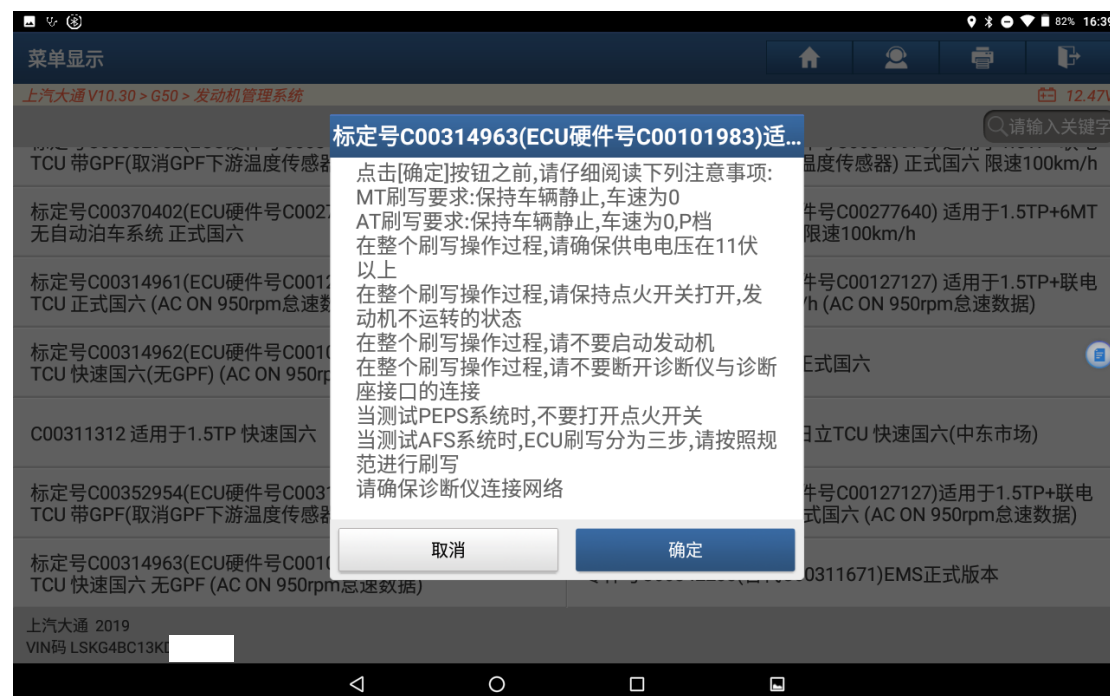 82% 16:39
菜单显示
上汽大通 V10.30 > G50 > 发动机管理系统
12.47V
请输入关键字
标定号C00314963(ECU硬件号C00101983)适...
点击[确定]按钮之前,请仔细阅读下列注意事项:
MT刷写要求:保持车辆静止,车速为0
AT刷写要求:保持车辆静止,车速为0,P档
在整个刷写操作过程,请确保供电电压在11伏
以上
在整个刷写操作过程,请保持点火开关打开,发
动机不运转的状态
在整个刷写操作过程,请不要启动发动机
在整个刷写操作过程,请不要断开诊断仪与诊断
座接口的连接
当测试PEPS系统时,不要打开点火开关
当测试AFS系统时,ECU刷写分为三步,请按照规
范进行刷写
请确保诊断仪连接网络
取消
确定
TCU 带GPF(取消GPF下游温度传感器
温度传感器) 正式国六 限速100km/h
标定号C00370402(ECU硬件号C0027
无自动泊车系统 正式国六
件号C00277640) 适用于1.5TP+6MT
限速100km/h
标定号C00314961(ECU硬件号C0012
TCU 正式国六 (AC ON 950rpm怠速数
件号C00127127) 适用于1.5TP+联电
/h (AC ON 950rpm怠速数据)
标定号C00314962(ECU硬件号C0010
TCU 快速国六(无GPF) (AC ON 950rp
正式国六
C00311312 适用于1.5TP 快速国六
日立TCU 快速国六(中东市场)
标定号C00352954(ECU硬件号C003
TCU 带GPF(取消GPF下游温度传感器
件号C00127127)适用于1.5TP+联电
式国六 (AC ON 950rpm怠速数据)
标定号C00314963(ECU硬件号C0010
TCU 快速国六 无GPF (AC ON 950rpm怠速数据)
00311671)EMS正式版本
上汽大通 2019
VIN码 LSKG4BC13K